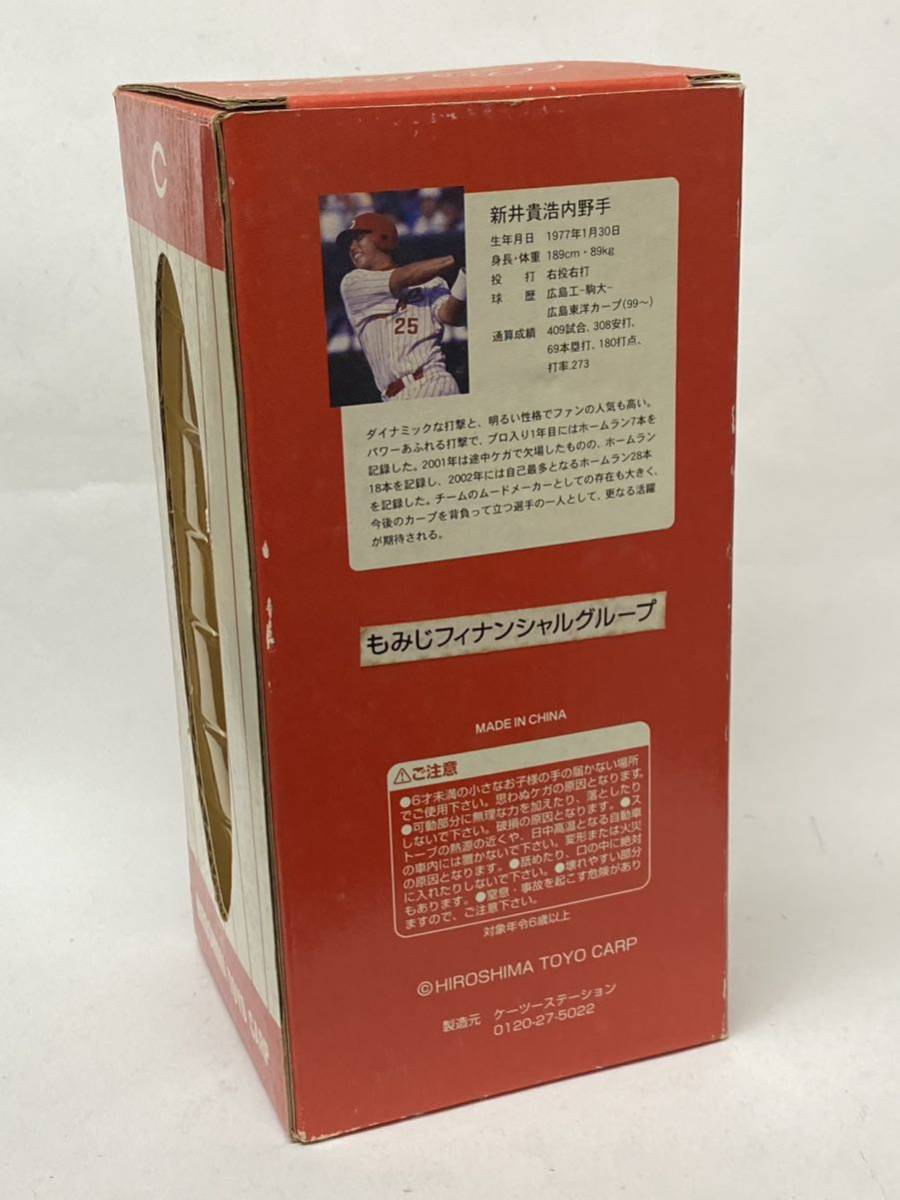 C
新井貴浩内野手
生年月日 1977年1月30日
身長・体重 189cm・89kg
投 打 右投右打
球 歴 広島工-駒大-
広島東洋カープ(99〜)
通算成績 409試合、308安打、
69本塁打、180打点、
打率.273
25
ダイナミックな打撃と、明るい性格でファンの人気も高い。
パワーあふれる打撃で、プロ入り1年目にはホームラン7本を
記録した。2001年は途中ケガで欠場したものの、ホームラン
18本を記録し、2002年には自己最多となるホームラン28本
を記録した。チームのムードメーカーとしての存在も大きく、
今後のカープを背負って立つ選手の一人として、更なる活躍
が期待される。
もみじフィナンシャルグループ
MADE IN CHINA
⚠ご注意
●6才未満の小さなお子様の手の届かない場所
でご使用下さい。思わぬケガの原因となります。
●可動部分に無理な力を加えたり、落としたり
しないで下さい。破損の原因となります。●ス
トーブの熱源の近くや、日中高温となる自動車
の車内には置かないで下さい。変形または火災
の原因となります。●舐めたり、口の中に絶対
に入れたりしないで下さい。●壊れやすい部分
もあります。●窒息・事故を起こす危険があり
ますので、ご注意下さい。
対象年令6歳以上
©HIROSHIMA TOYO CARP
製造元 ケーツーステーション
0120-27-5022